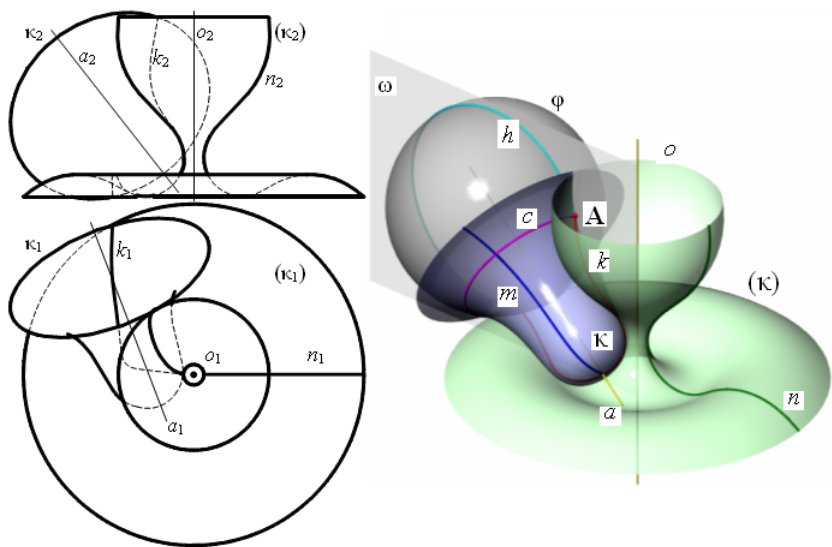 κ₂
a₂
k₂
o₂
(κ₂)
n₂
κ₁
k₁
(κ₁)
o₁
n₁
a₁
ω
φ
h
o
c
A
k
(κ)
m
κ
a
n